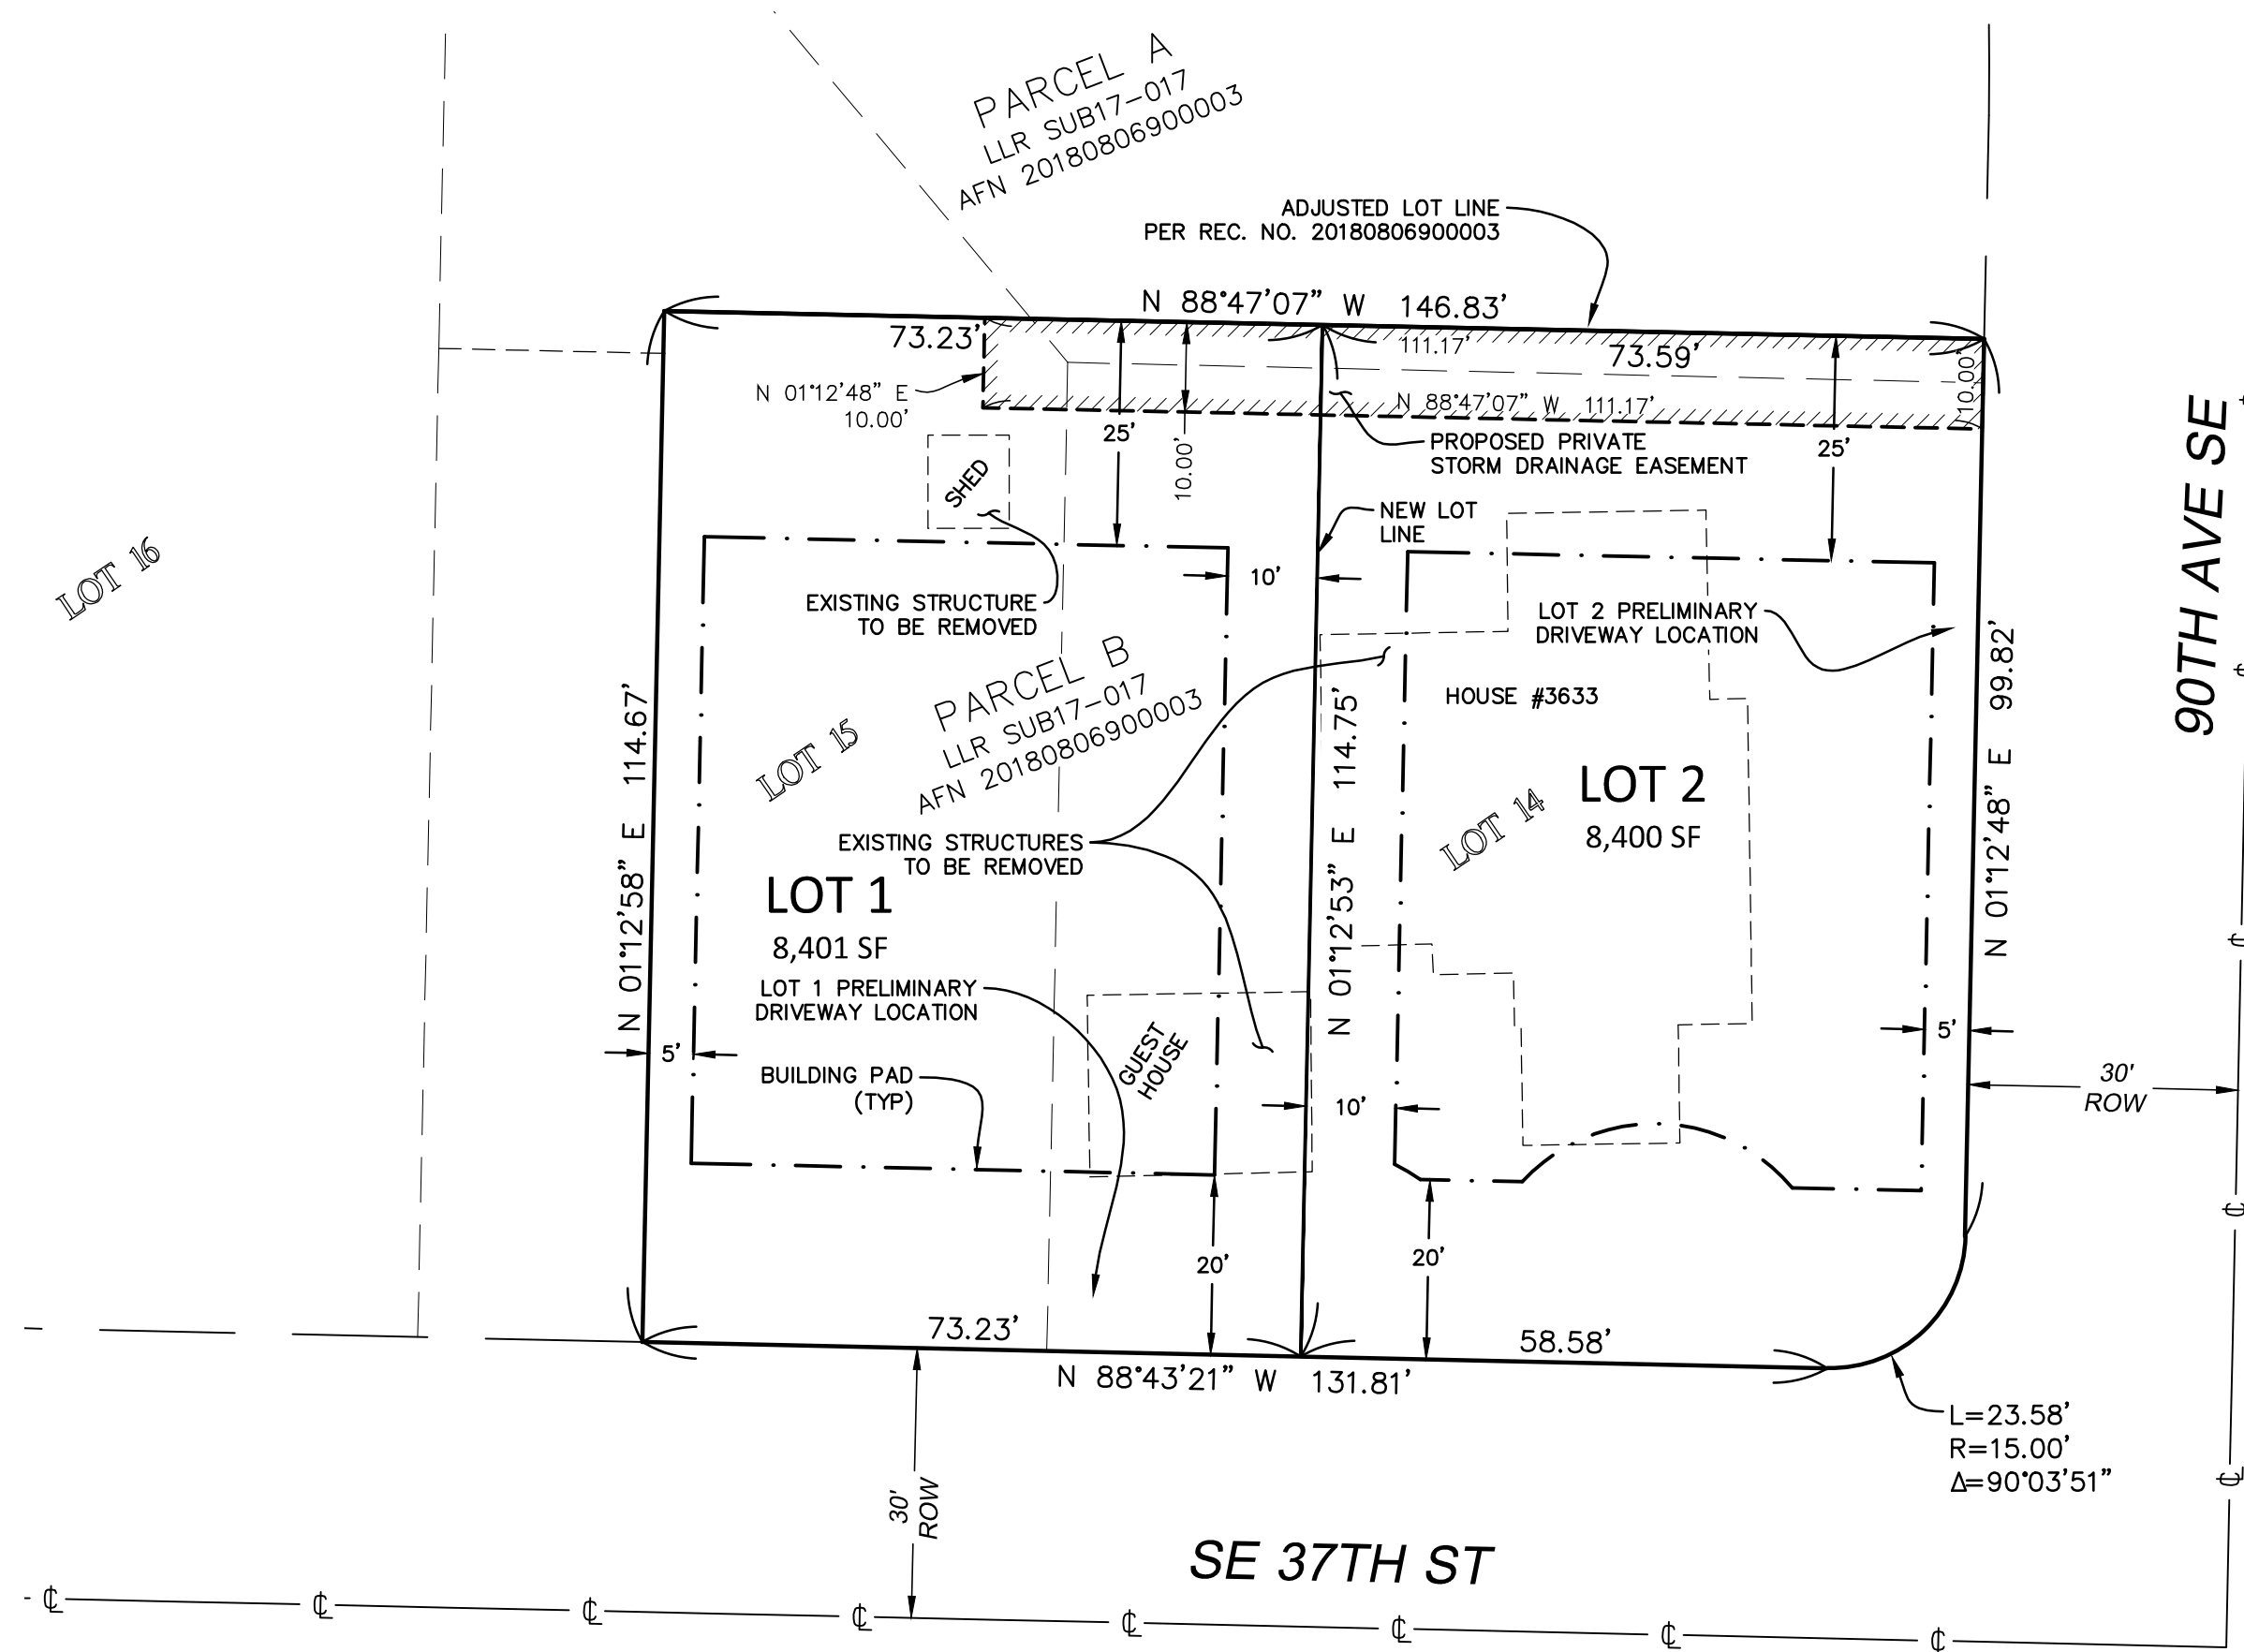 PARCEL A
LLR SUB17-017
AFN 20180806900003
ADJUSTED LOT LINE
PER REC. NO. 20180806900003
N 88°47'07" W 146.83'
73.23'
111.17'
73.59'
N 01°12'48" E
10.00'
N 88°47'07" W 111.17'
10.00'
25'
10.00'
PROPOSED PRIVATE
STORM DRAINAGE EASEMENT
25'
SHED
NEW LOT
LINE
90TH AVE SE
LOT 16
10'
EXISTING STRUCTURE
TO BE REMOVED
LOT 2 PRELIMINARY
DRIVEWAY LOCATION
PARCEL B
LLR SUB17-017
AFN 20180806900003
HOUSE #3633
LOT 15
N 01°12'58" E 114.67'
N 01°12'53" E 114.75'
N 01°12'48" E 99.82'
LOT 14
LOT 2
8,400 SF
EXISTING STRUCTURES
TO BE REMOVED
LOT 1
8,401 SF
LOT 1 PRELIMINARY
DRIVEWAY LOCATION
GUEST
HOUSE
5'
5'
BUILDING PAD
(TYP)
10'
30'
ROW
20'
20'
73.23'
58.58'
N 88°43'21" W 131.81'
L=23.58'
R=15.00'
Δ=90°03'51"
30'
ROW
SE 37TH ST
℄ ℄ ℄ ℄ ℄ ℄ ℄ ℄